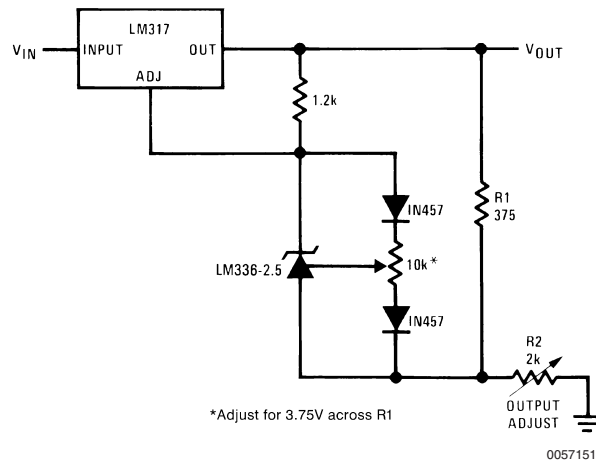 LM317
V_IN INPUT OUT V_OUT
ADJ
1.2k
R1
375
IN457
LM336-2.5
10k*
IN457
R2
2k
OUTPUT
ADJUST
*Adjust for 3.75V across R1
0057151